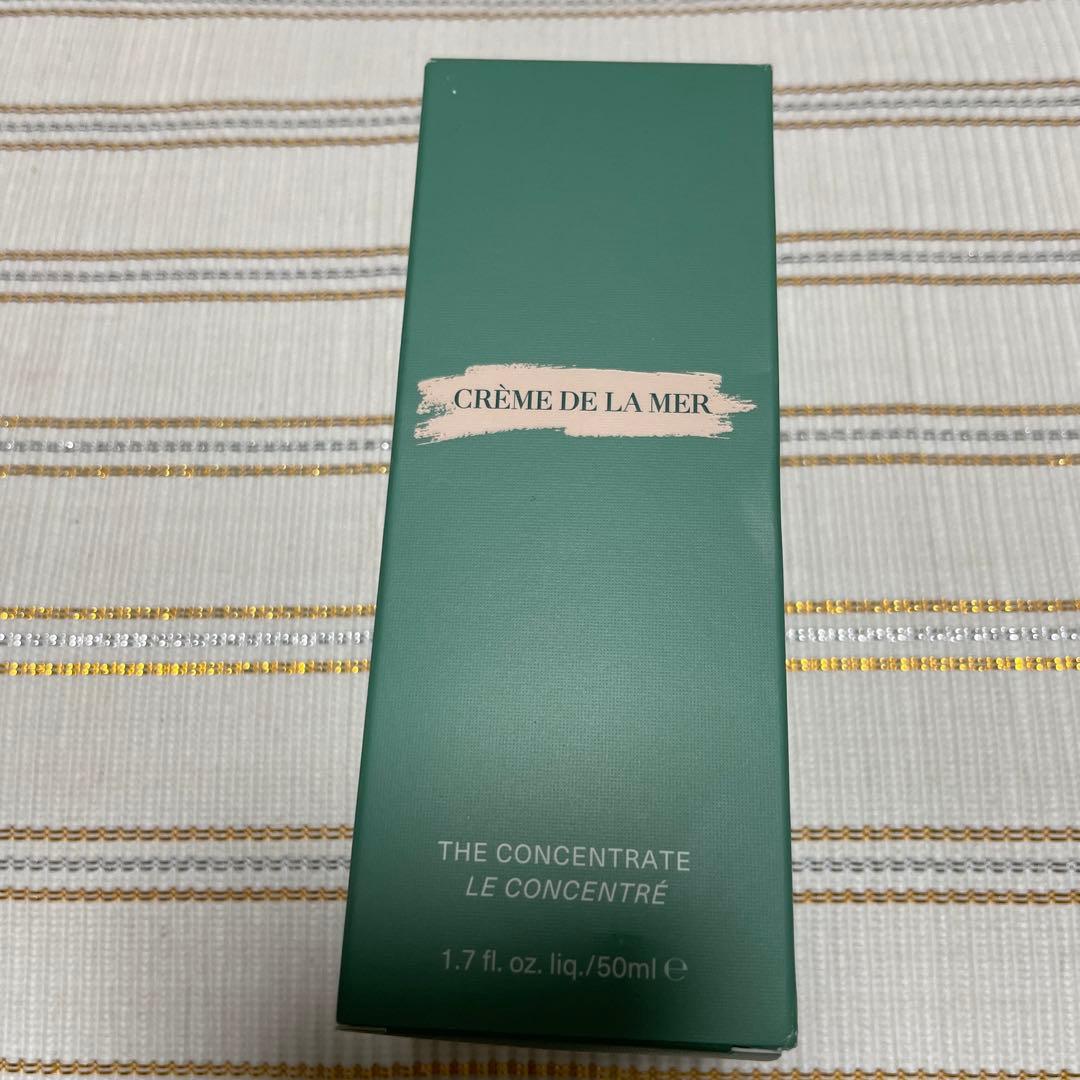 CRÈME DE LA MER
THE CONCENTRATE
LE CONCENTRÉ
1.7 fl. oz. liq./50ml ℮